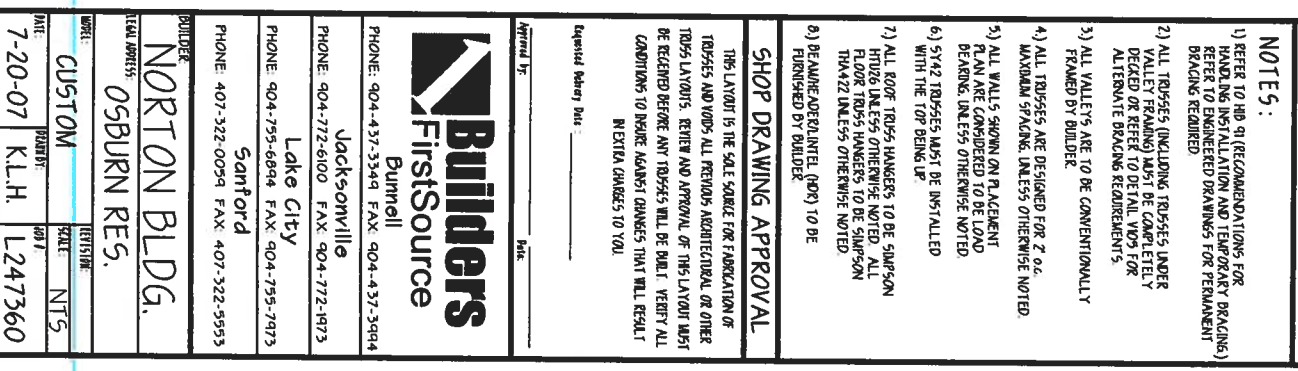 NOTES:
1) REFER TO HIB 91 (RECOMMENDATIONS FOR
HANDLING INSTALLATION AND TEMPORARY BRACING.)
REFER TO ENGINEERED DRAWINGS FOR PERMANENT
BRACING REQUIRED.
2) ALL TRUSSES (INCLUDING TRUSSES UNDER
VALLEY FRAMING) MUST BE COMPLETELY
DECKED OR REFER TO DETAIL V105 FOR
ALTERNATE BRACING REQUIREMENTS.
3.) ALL VALLEYS ARE TO BE CONVENTIONALLY
FRAMED BY BUILDER.
4.) ALL TRUSSES ARE DESIGNED FOR 2' o.c.
MAXIMUM SPACING, UNLESS OTHERWISE NOTED.
5.) ALL WALLS SHOWN ON PLACEMENT
PLAN ARE CONSIDERED TO BE LOAD
BEARING, UNLESS OTHERWISE NOTED.
6.) SY42 TRUSSES MUST BE INSTALLED
WITH THE TOP BEING UP.
7.) ALL ROOF TRUSS HANGERS TO BE SIMPSON
HTU26 UNLESS OTHERWISE NOTED. ALL
FLOOR TRUSS HANGERS TO BE SIMPSON
THA422 UNLESS OTHERWISE NOTED.
8.) BEAM/HEADER/LINTEL (HDR) TO BE
FURNISHED BY BUILDER.
SHOP DRAWING APPROVAL
THIS LAYOUT IS THE SOLE SOURCE FOR FABRICATION OF
TRUSSES AND VOIDS ALL PREVIOUS ARCHITECTURAL OR OTHER
TRUSS LAYOUTS. REVIEW AND APPROVAL OF THIS LAYOUT MUST
BE RECEIVED BEFORE ANY TRUSSES WILL BE BUILT. VERIFY ALL
CONDITIONS TO INSURE AGAINST CHANGES THAT WILL RESULT
IN EXTRA CHARGES TO YOU.
Requested Delivery Date :
Approved by: Date:
Builders
FirstSource
Bunnell
PHONE: 904-437-3349 FAX: 904-437-3994
Jacksonville
PHONE: 904-772-6100 FAX: 904-772-1973
Lake City
PHONE: 904-755-6894 FAX: 904-755-7973
Sanford
PHONE: 407-322-0059 FAX: 407-322-5553
BUILDER:
NORTON BLDG.
LEGAL ADDRESS:
OSBURN RES.
MODEL: CUSTOM REVISION: SCALE: NTS
DATE: 7-20-07 DRAWN BY: K.L.H. JOB #: L247360